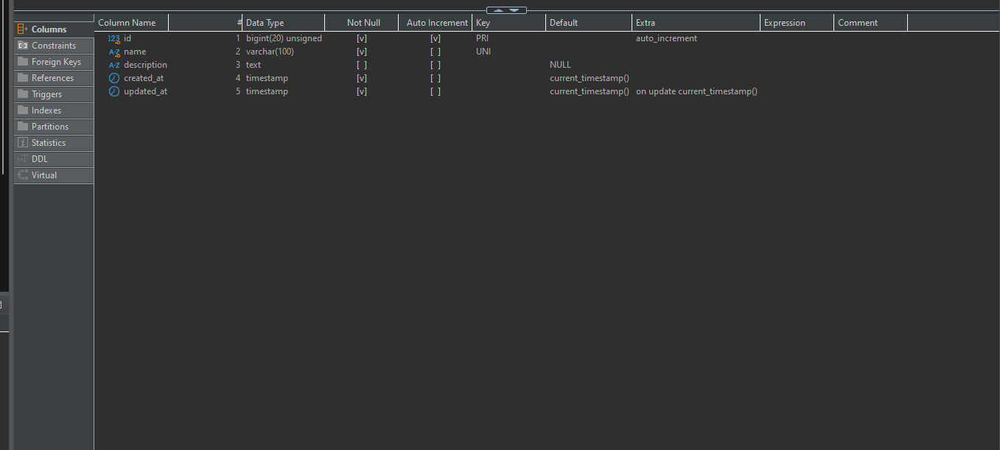 Columns
Constraints
Foreign Keys
References
Triggers
Indexes
Partitions
Statistics
DDL
Virtual
Column Name # Data Type Not Null Auto Increment Key Default Extra Expression Comment
123 id 1 bigint(20) unsigned [v] [v] PRI auto_increment
A-Z name 2 varchar(100) [v] [ ] UNI
A-Z description 3 text [ ] [ ] NULL
created_at 4 timestamp [v] [ ] current_timestamp()
updated_at 5 timestamp [v] [ ] current_timestamp() on update current_timestamp()